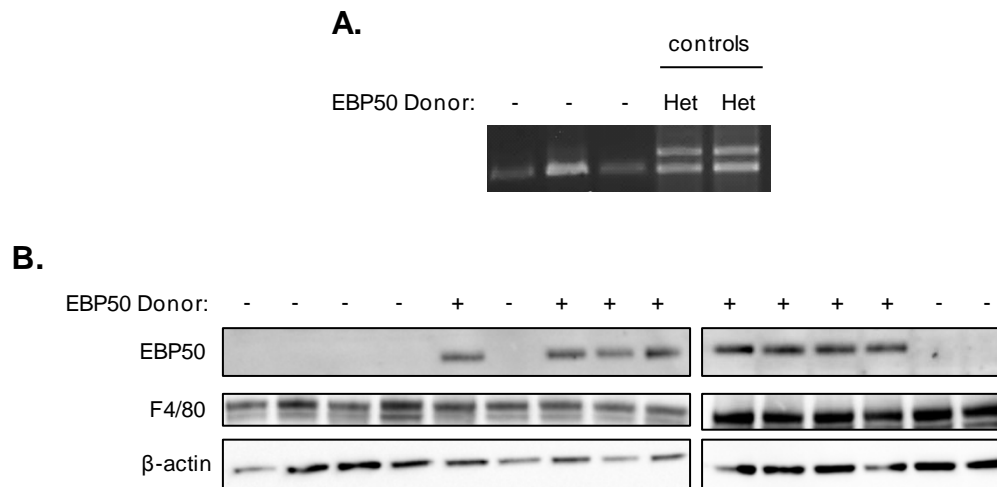 A.
controls
EBP50 Donor: - - - Het Het
B.
EBP50 Donor: - - - - + - + + + + + + + - -
EBP50
F4/80
β-actin